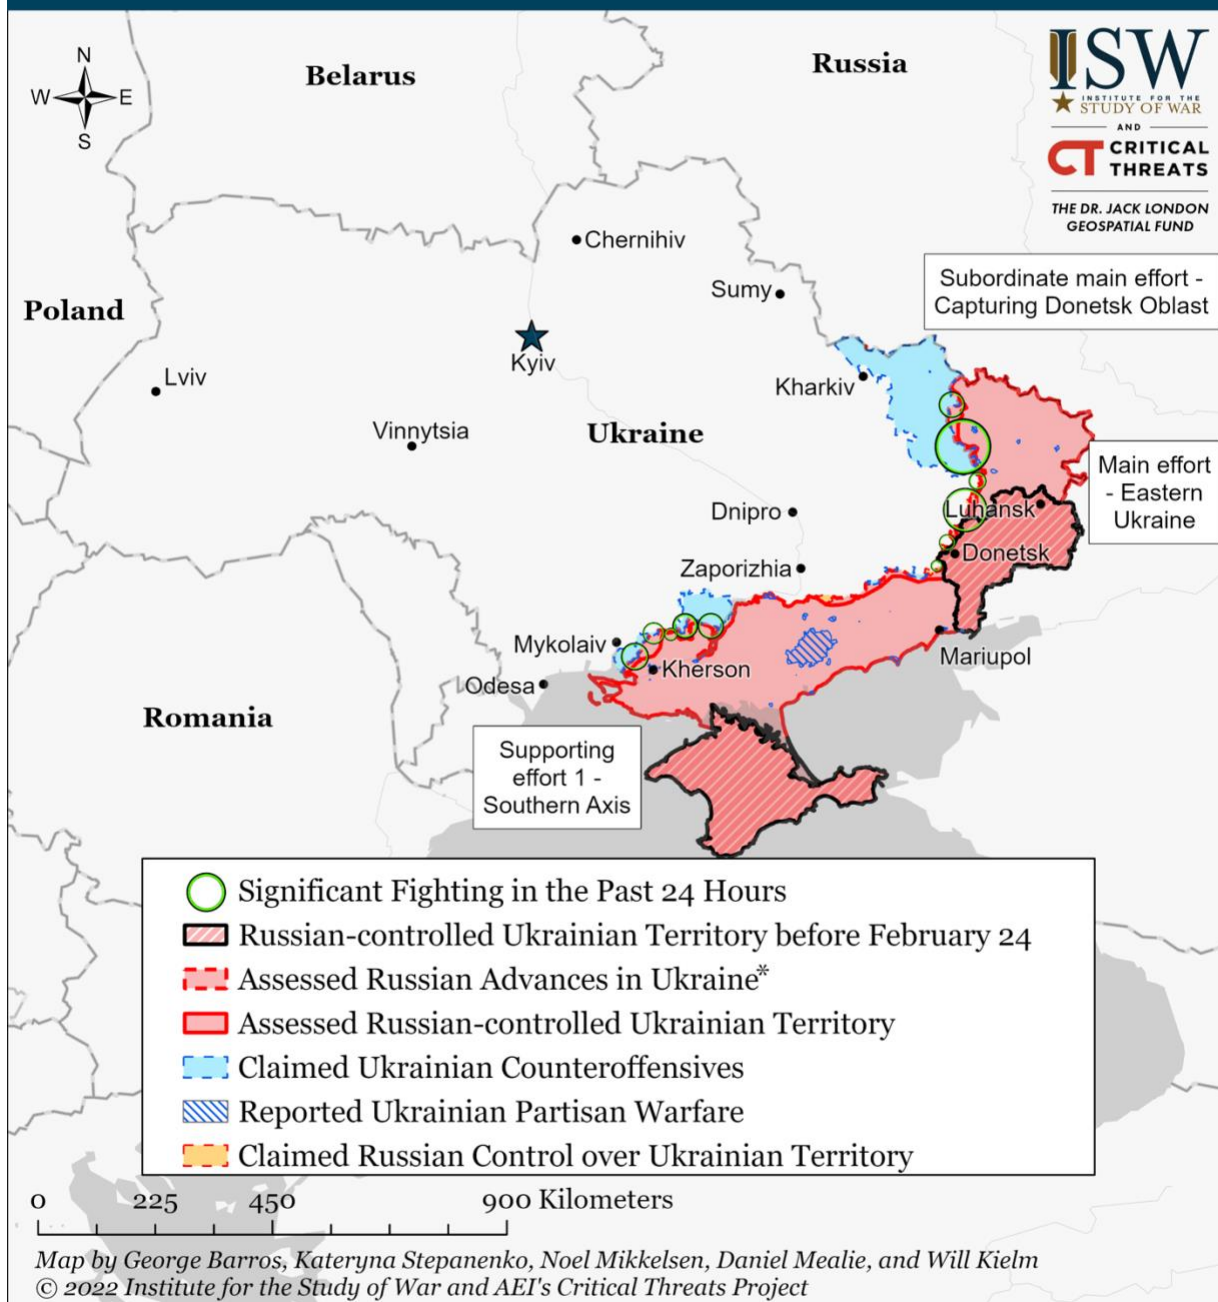 N
W E
S
Belarus
Russia
ISW
INSTITUTE FOR THE
STUDY OF WAR
AND
CT CRITICAL
THREATS
THE DR. JACK LONDON
GEOSPATIAL FUND
Chernihiv
Sumy
Subordinate main effort -
Capturing Donetsk Oblast
Poland
Kyiv
Lviv
Kharkiv
Vinnytsia
Ukraine
Main effort
- Eastern
Ukraine
Dnipro
Luhansk
Donetsk
Zaporizhia
Mykolaiv
Kherson
Mariupol
Odesa
Romania
Supporting
effort 1 -
Southern Axis
Significant Fighting in the Past 24 Hours
Russian-controlled Ukrainian Territory before February 24
Assessed Russian Advances in Ukraine*
Assessed Russian-controlled Ukrainian Territory
Claimed Ukrainian Counteroffensives
Reported Ukrainian Partisan Warfare
Claimed Russian Control over Ukrainian Territory
0 225 450 900 Kilometers
Map by George Barros, Kateryna Stepanenko, Noel Mikkelsen, Daniel Mealie, and Will Kielm
© 2022 Institute for the Study of War and AEI's Critical Threats Project